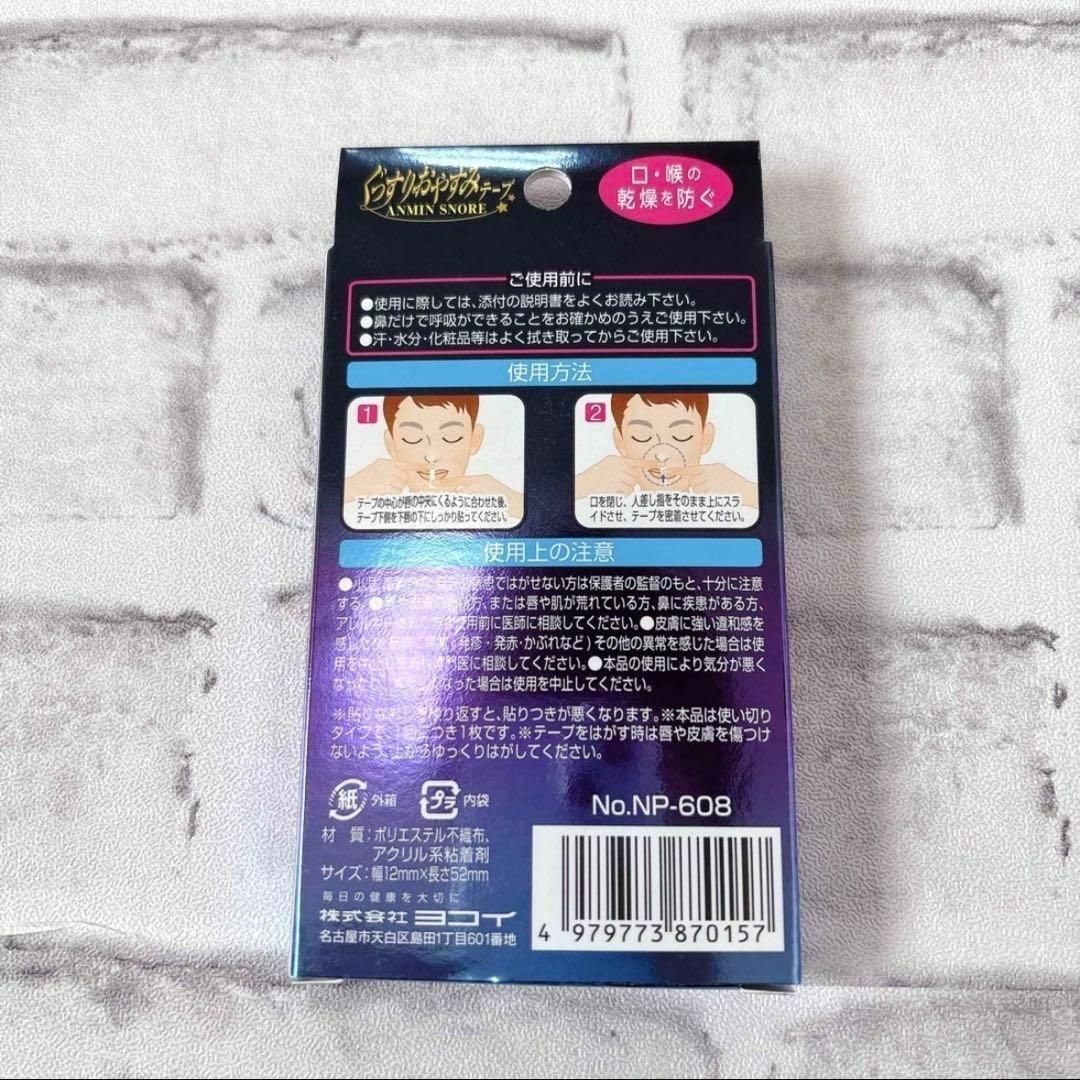 ぐっすりおやすみテープ
ANMIN SNORE
口・喉の
乾燥を防ぐ
ご使用前に
●使用に際しては、添付の説明書をよくお読み下さい。
●鼻だけで呼吸ができることをお確かめのうえご使用下さい。
●汗・水分・化粧品等はよく拭き取ってからご使用下さい。
使用方法
1
テープの中心が唇の中央にくるように合わせた後、
テープ下側を下唇の下にしっかり貼ってください。
2
口を閉じ、人差し指をそのまま上にスラ
イドさせ、テープを密着させてください。
使用上の注意
ではがせない方は保護者の監督のもと、十分に注意
する。 または唇や肌が荒れている方、鼻に疾患がある方、
使用前に医師に相談してください。●皮膚に強い違和感を
(発疹・発赤・かぶれなど)その他の異常を感じた場合は使
医に相談してください。●本品の使用により気分が悪く
なった場合は使用を中止してください。
り返すと、貼りつきが悪くなります。※本品は使い切り
タイプで、 つき1枚です。※テープをはがす時は唇や皮膚を傷つけ
ないよう、上からゆっくりはがしてください。
紙 外箱 プラ 内袋
No.NP-608
材 質:ポリエステル不織布、
アクリル系粘着剤
サイズ:幅12mm×長さ52mm
毎日の健康を大切に
株式会社 ヨコイ
名古屋市天白区島田1丁目601番地
4 979773 870157